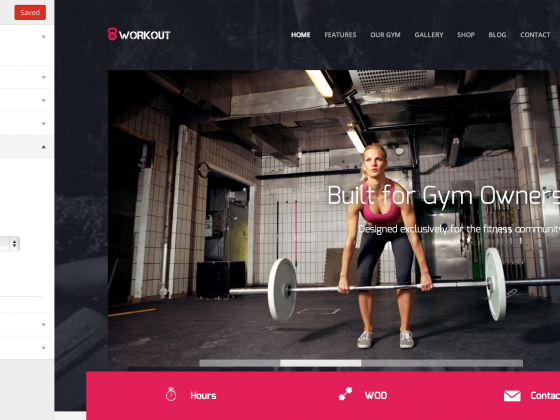 Saved
WORKOUT
HOME FEATURES OUR GYM GALLERY SHOP BLOG CONTACT
Built for Gym Owners
Designed exclusively for the fitness community
Hours WOD Contac